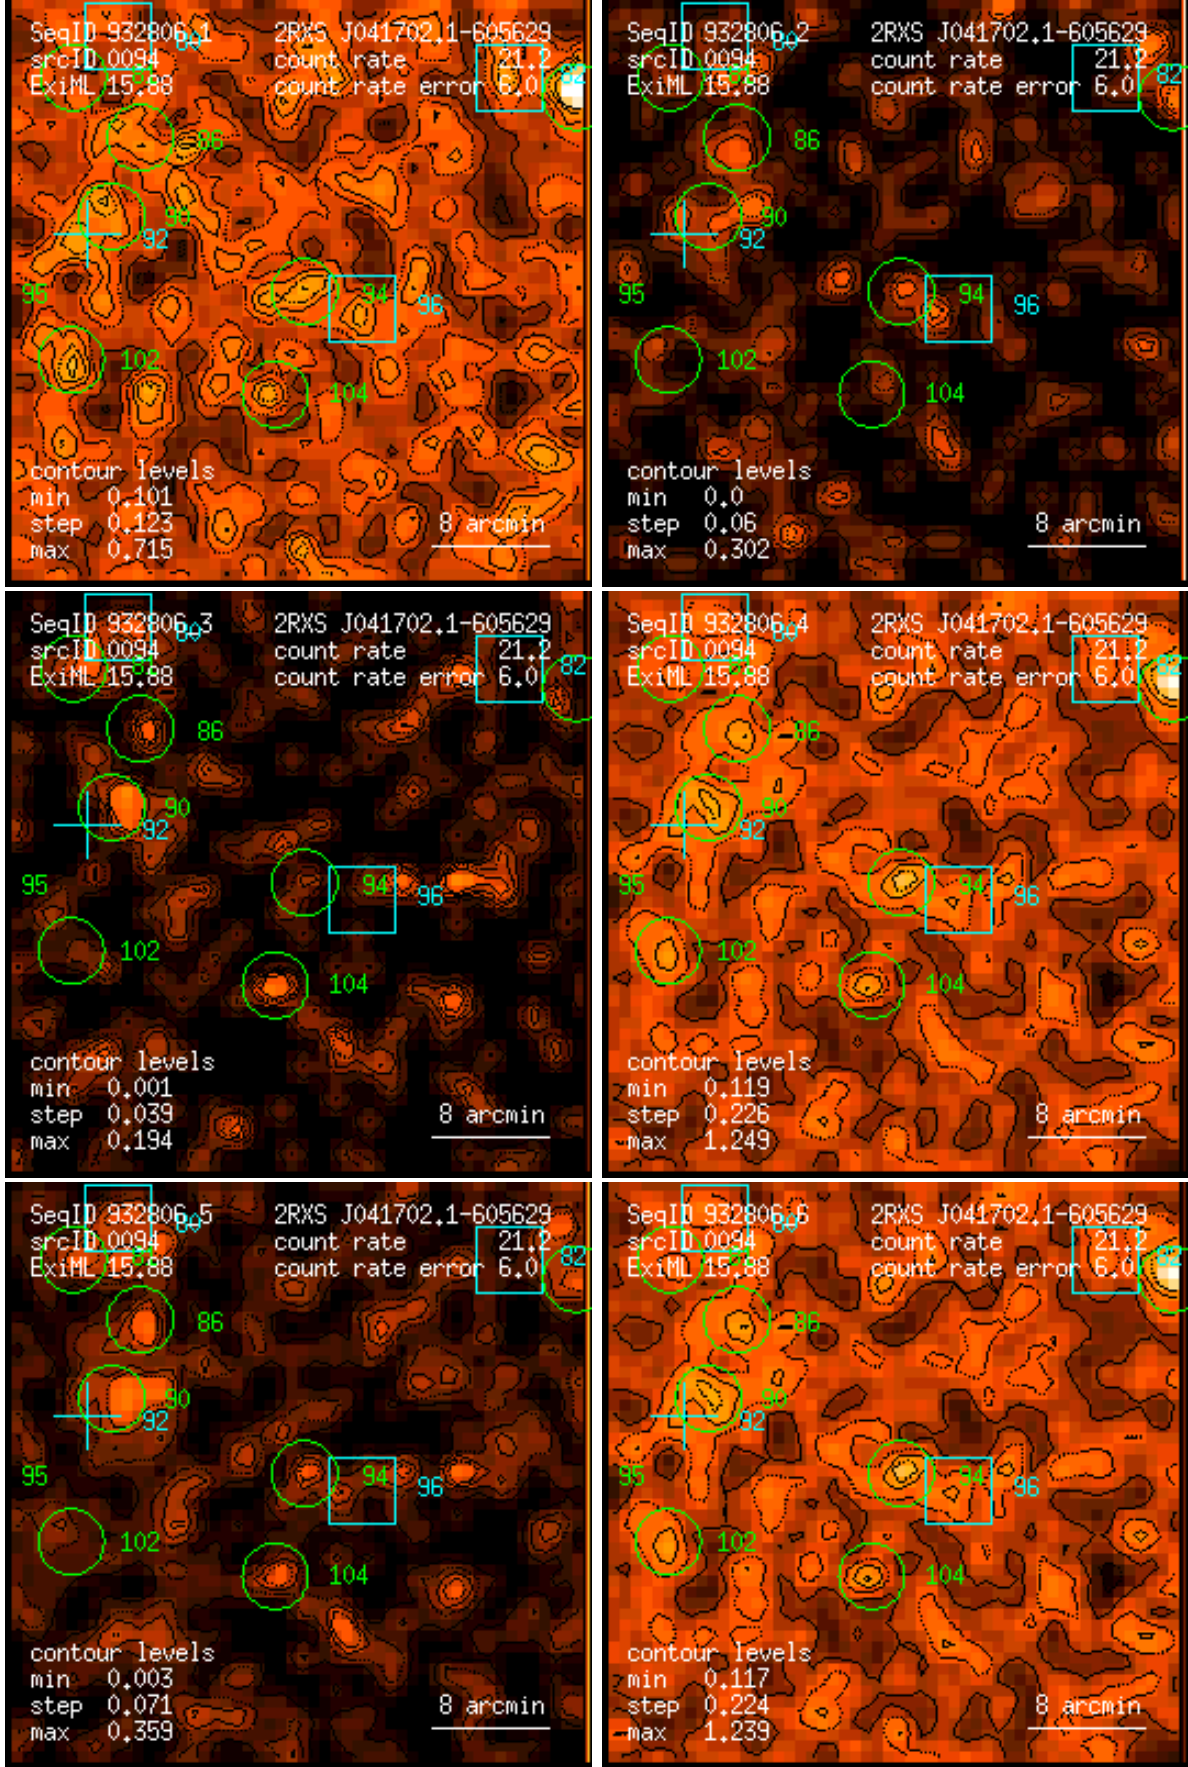 SeqID 932806_1 2RXS J041702.1-605629
srcID 0094 count rate 21.2
ExiML 15.88 count rate error 6.0
80
82
86
90
92
95
94
96
102
104
contour levels
min 0.101
step 0.123
max 0.715
8 arcmin
SeqID 932806_2 2RXS J041702.1-605629
srcID 0094 count rate 21.2
ExiML 15.88 count rate error 6.0
80
82
86
90
92
95
94
96
102
104
contour levels
min 0.0
step 0.06
max 0.302
8 arcmin
SeqID 932806_3 2RXS J041702.1-605629
srcID 0094 count rate 21.2
ExiML 15.88 count rate error 6.0
80
82
86
90
92
95
94
96
102
104
contour levels
min 0.001
step 0.039
max 0.194
8 arcmin
SeqID 932806_4 2RXS J041702.1-605629
srcID 0094 count rate 21.2
ExiML 15.88 count rate error 6.0
80
82
86
90
92
95
94
96
102
104
contour levels
min 0.119
step 0.226
max 1.249
8 arcmin
SeqID 932806_5 2RXS J041702.1-605629
srcID 0094 count rate 21.2
ExiML 15.88 count rate error 6.0
80
82
86
90
92
95
94
96
102
104
contour levels
min 0.003
step 0.071
max 0.359
8 arcmin
SeqID 932806_6 2RXS J041702.1-605629
srcID 0094 count rate 21.2
ExiML 15.88 count rate error 6.0
80
82
86
90
92
95
94
96
102
104
contour levels
min 0.117
step 0.224
max 1.239
8 arcmin